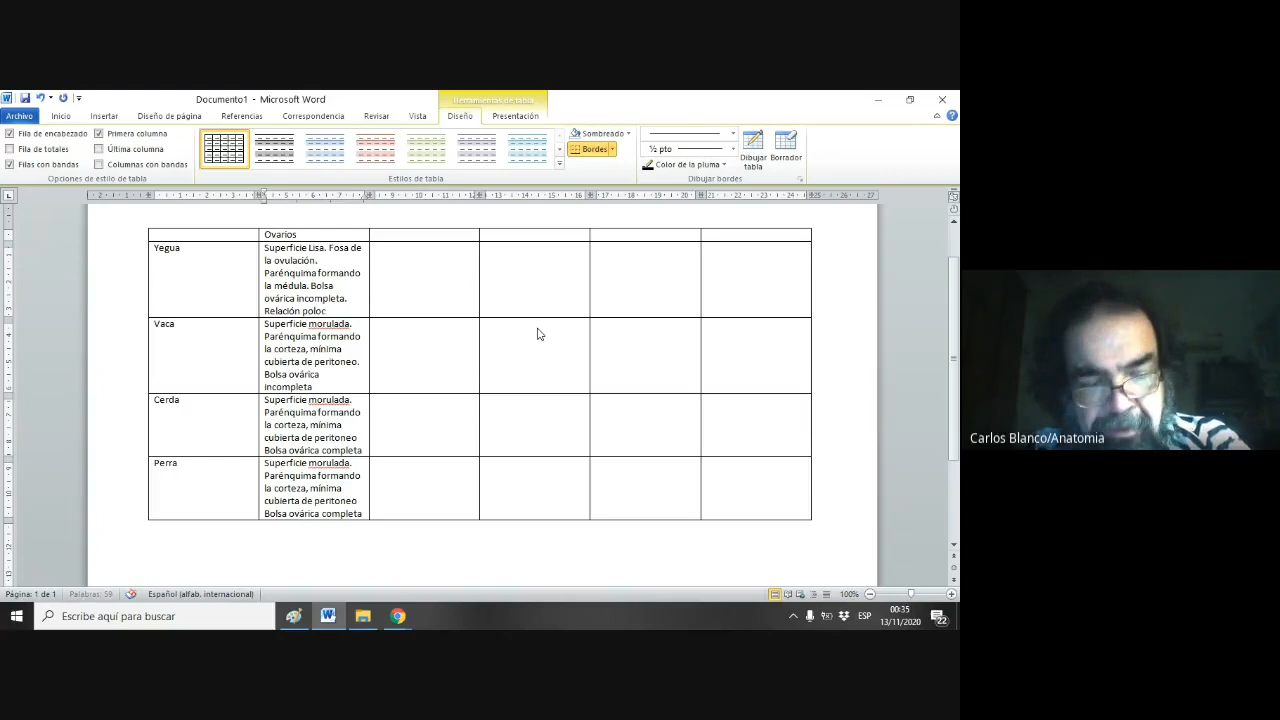 Documento1 - Microsoft Word
Herramientas de tabla
Archivo Inicio Insertar Diseño de página Referencias Correspondencia Revisar Vista Diseño Presentación
Fila de encabezado Primera columna
Fila de totales Última columna
Filas con bandas Columnas con bandas
Opciones de estilo de tabla
Estilos de tabla
Sombreado
Bordes
½ pto
Color de la pluma
Dibujar tabla
Borrador
Dibujar bordes
Ovarios
Yegua
Superficie Lisa. Fosa de
la ovulación.
Parénquima formando
la médula. Bolsa
ovárica incompleta.
Relación poloc
Vaca
Superficie morulada.
Parénquima formando
la corteza, mínima
cubierta de peritoneo.
Bolsa ovárica
incompleta
Cerda
Superficie morulada.
Parénquima formando
la corteza, mínima
cubierta de peritoneo
Bolsa ovárica completa
Perra
Superficie morulada.
Parénquima formando
la corteza, mínima
cubierta de peritoneo
Bolsa ovárica completa
Página: 1 de 1 Palabras: 59 Español (alfab. internacional) 100%
Escribe aquí para buscar
ESP
00:35
13/11/2020
22
Carlos Blanco/Anatomia